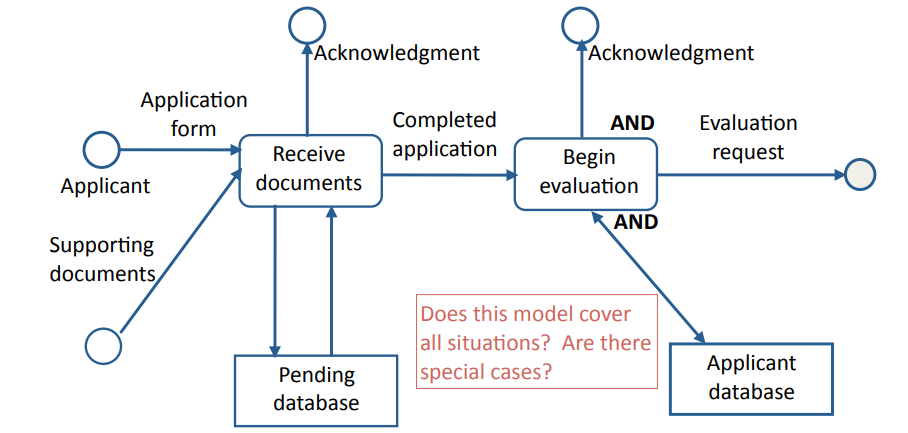 Acknowledgment
Acknowledgment
Application
form
Completed
application
AND
Evaluation
request
Receive
documents
Begin
evaluation
Applicant
AND
Supporting
documents
Does this model cover
all situations?  Are there
special cases?
Pending
database
Applicant
database